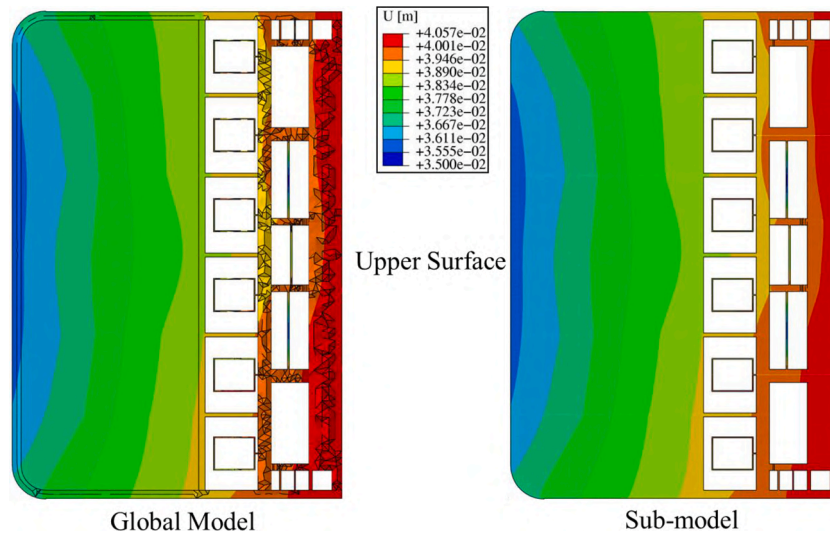 U [m]
+4.057e-02
+4.001e-02
+3.946e-02
+3.890e-02
+3.834e-02
+3.778e-02
+3.723e-02
+3.667e-02
+3.611e-02
+3.555e-02
+3.500e-02
Upper Surface
Global Model
Sub-model